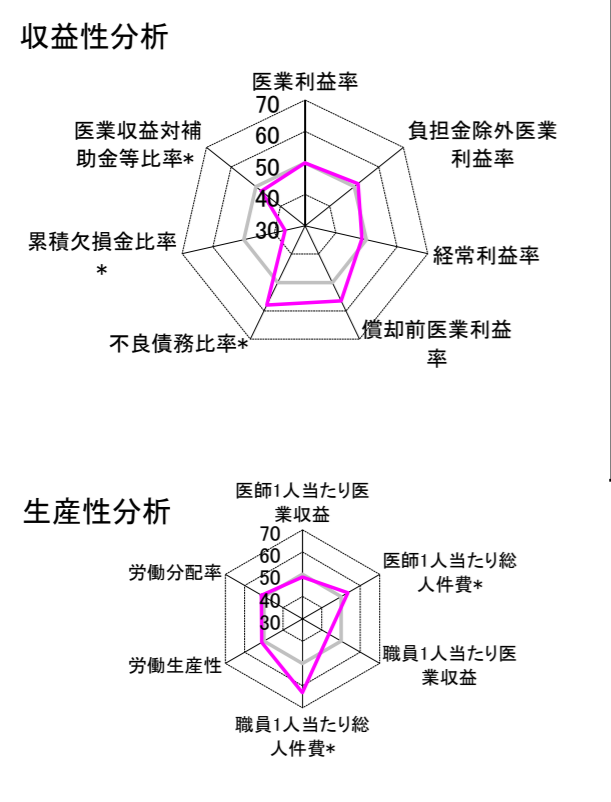 収益性分析
医業利益率
70
60
50
40
30
医業収益対補
助金等比率*
負担金除外医業
利益率
累積欠損金比率
*
経常利益率
不良債務比率*
償却前医業利益
率
生産性分析
医師1人当たり医
業収益
70
60
50
40
30
労働分配率
医師1人当たり総
人件費*
労働生産性
職員1人当たり医
業収益
職員1人当たり総
人件費*